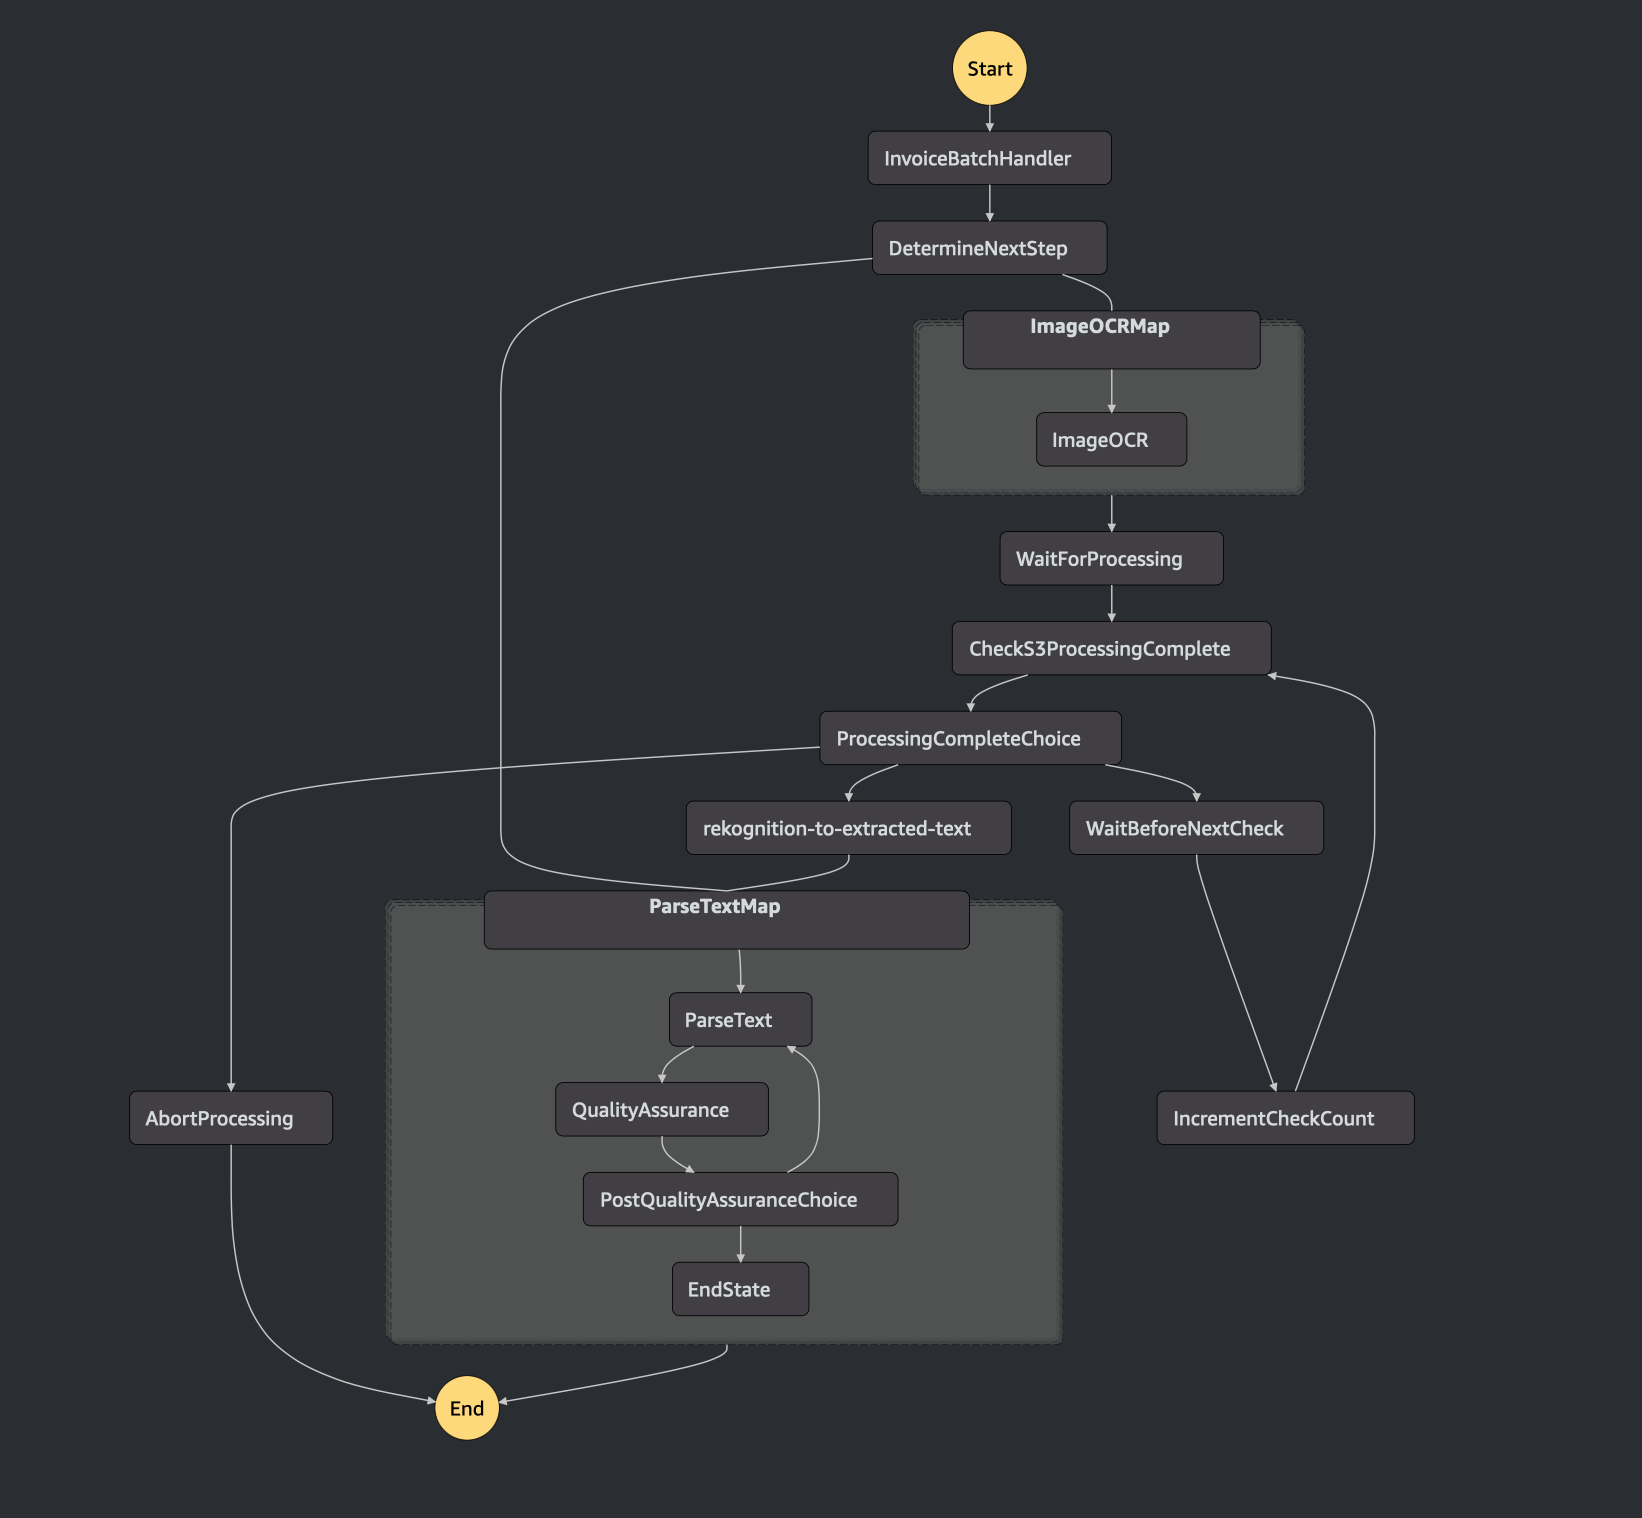 Start
InvoiceBatchHandler
DetermineNextStep
ImageOCRMap
ImageOCR
WaitForProcessing
CheckS3ProcessingComplete
ProcessingCompleteChoice
rekognition-to-extracted-text
WaitBeforeNextCheck
ParseTextMap
ParseText
QualityAssurance
AbortProcessing
IncrementCheckCount
PostQualityAssuranceChoice
EndState
End